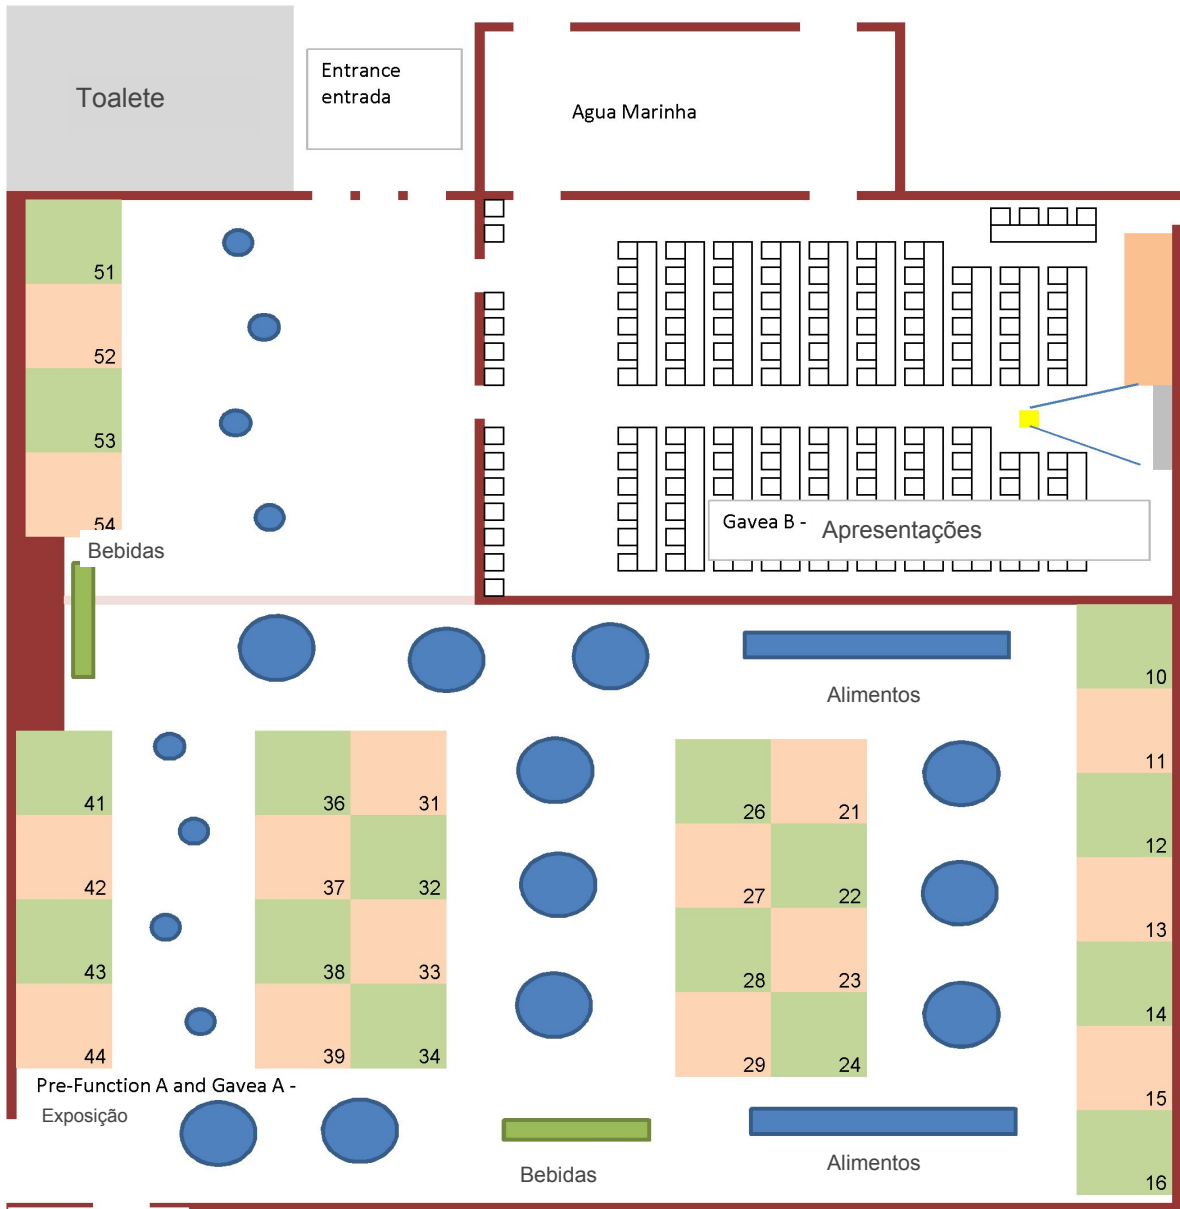 Toalete
Entrance
entrada
Agua Marinha
51
52
53
54
Bebidas
Gavea B - Apresentações
Alimentos
10
11
12
13
14
15
16
41
42
43
44
36
31
37
32
38
33
39
34
26
21
27
22
28
23
29
24
Pre-Function A and Gavea A -
Exposição
Bebidas
Alimentos